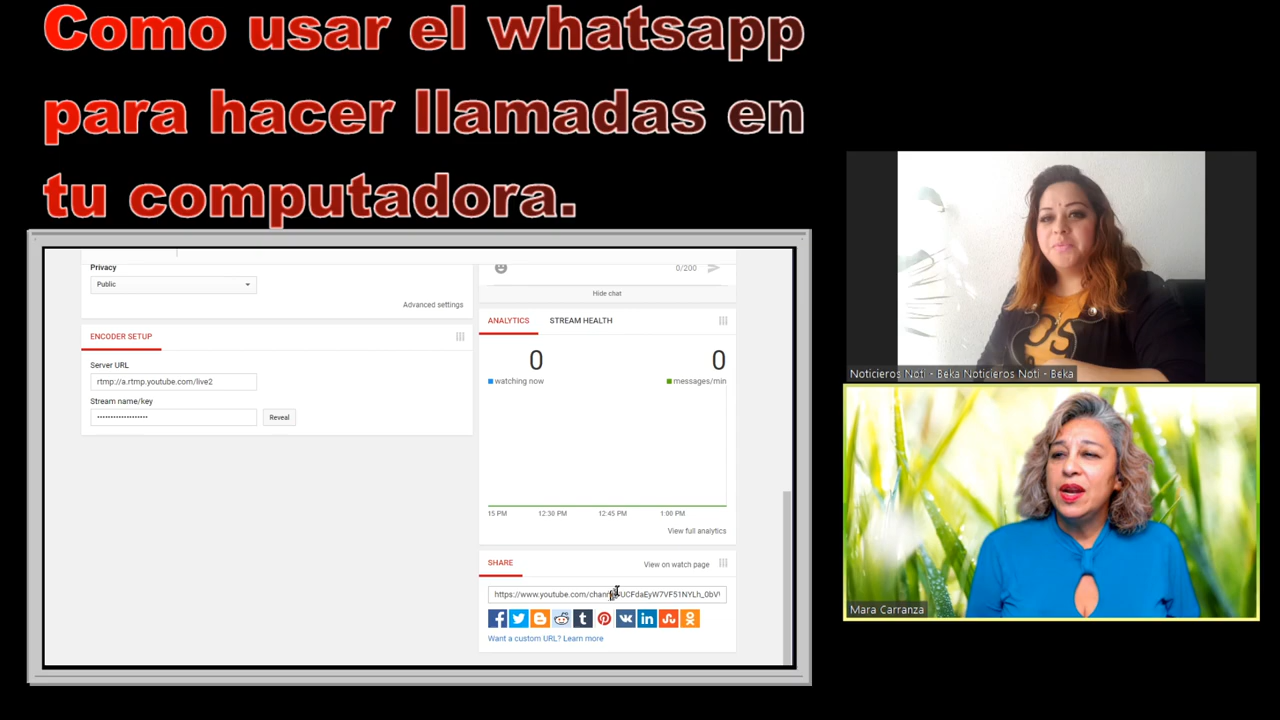 Como usar el whatsapp
para hacer llamadas en
tu computadora.
Privacy
Public
Advanced settings
ENCODER SETUP
Server URL
rtmp://a.rtmp.youtube.com/live2
Stream name/key
••••••••••••••••••• Reveal
0/200
Hide chat
ANALYTICS STREAM HEALTH
0 0
watching now messages/min
15 PM 12:30 PM 12:45 PM 1:00 PM
View full analytics
SHARE View on watch page
Want a custom URL? Learn more
Noticieros Noti - Beka Noticieros Noti - Beka
Mara Carranza